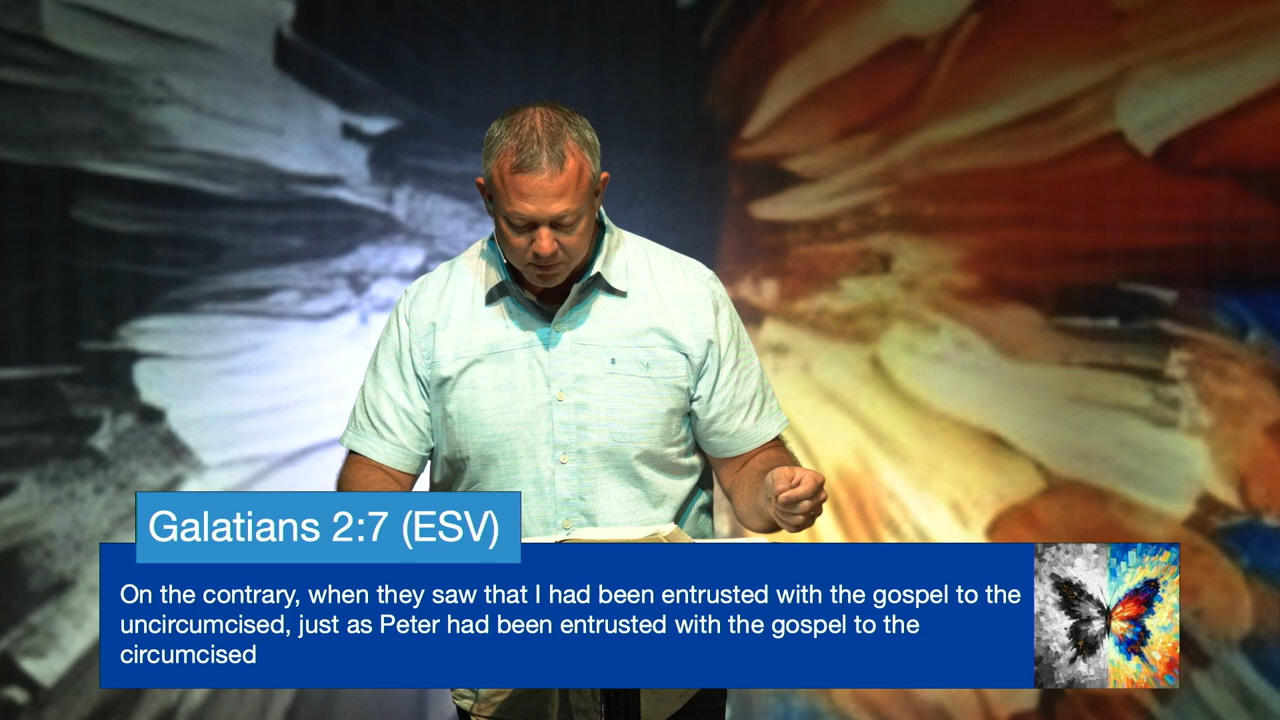 Galatians 2:7 (ESV)
On the contrary, when they saw that I had been entrusted with the gospel to the
uncircumcised, just as Peter had been entrusted with the gospel to the
circumcised